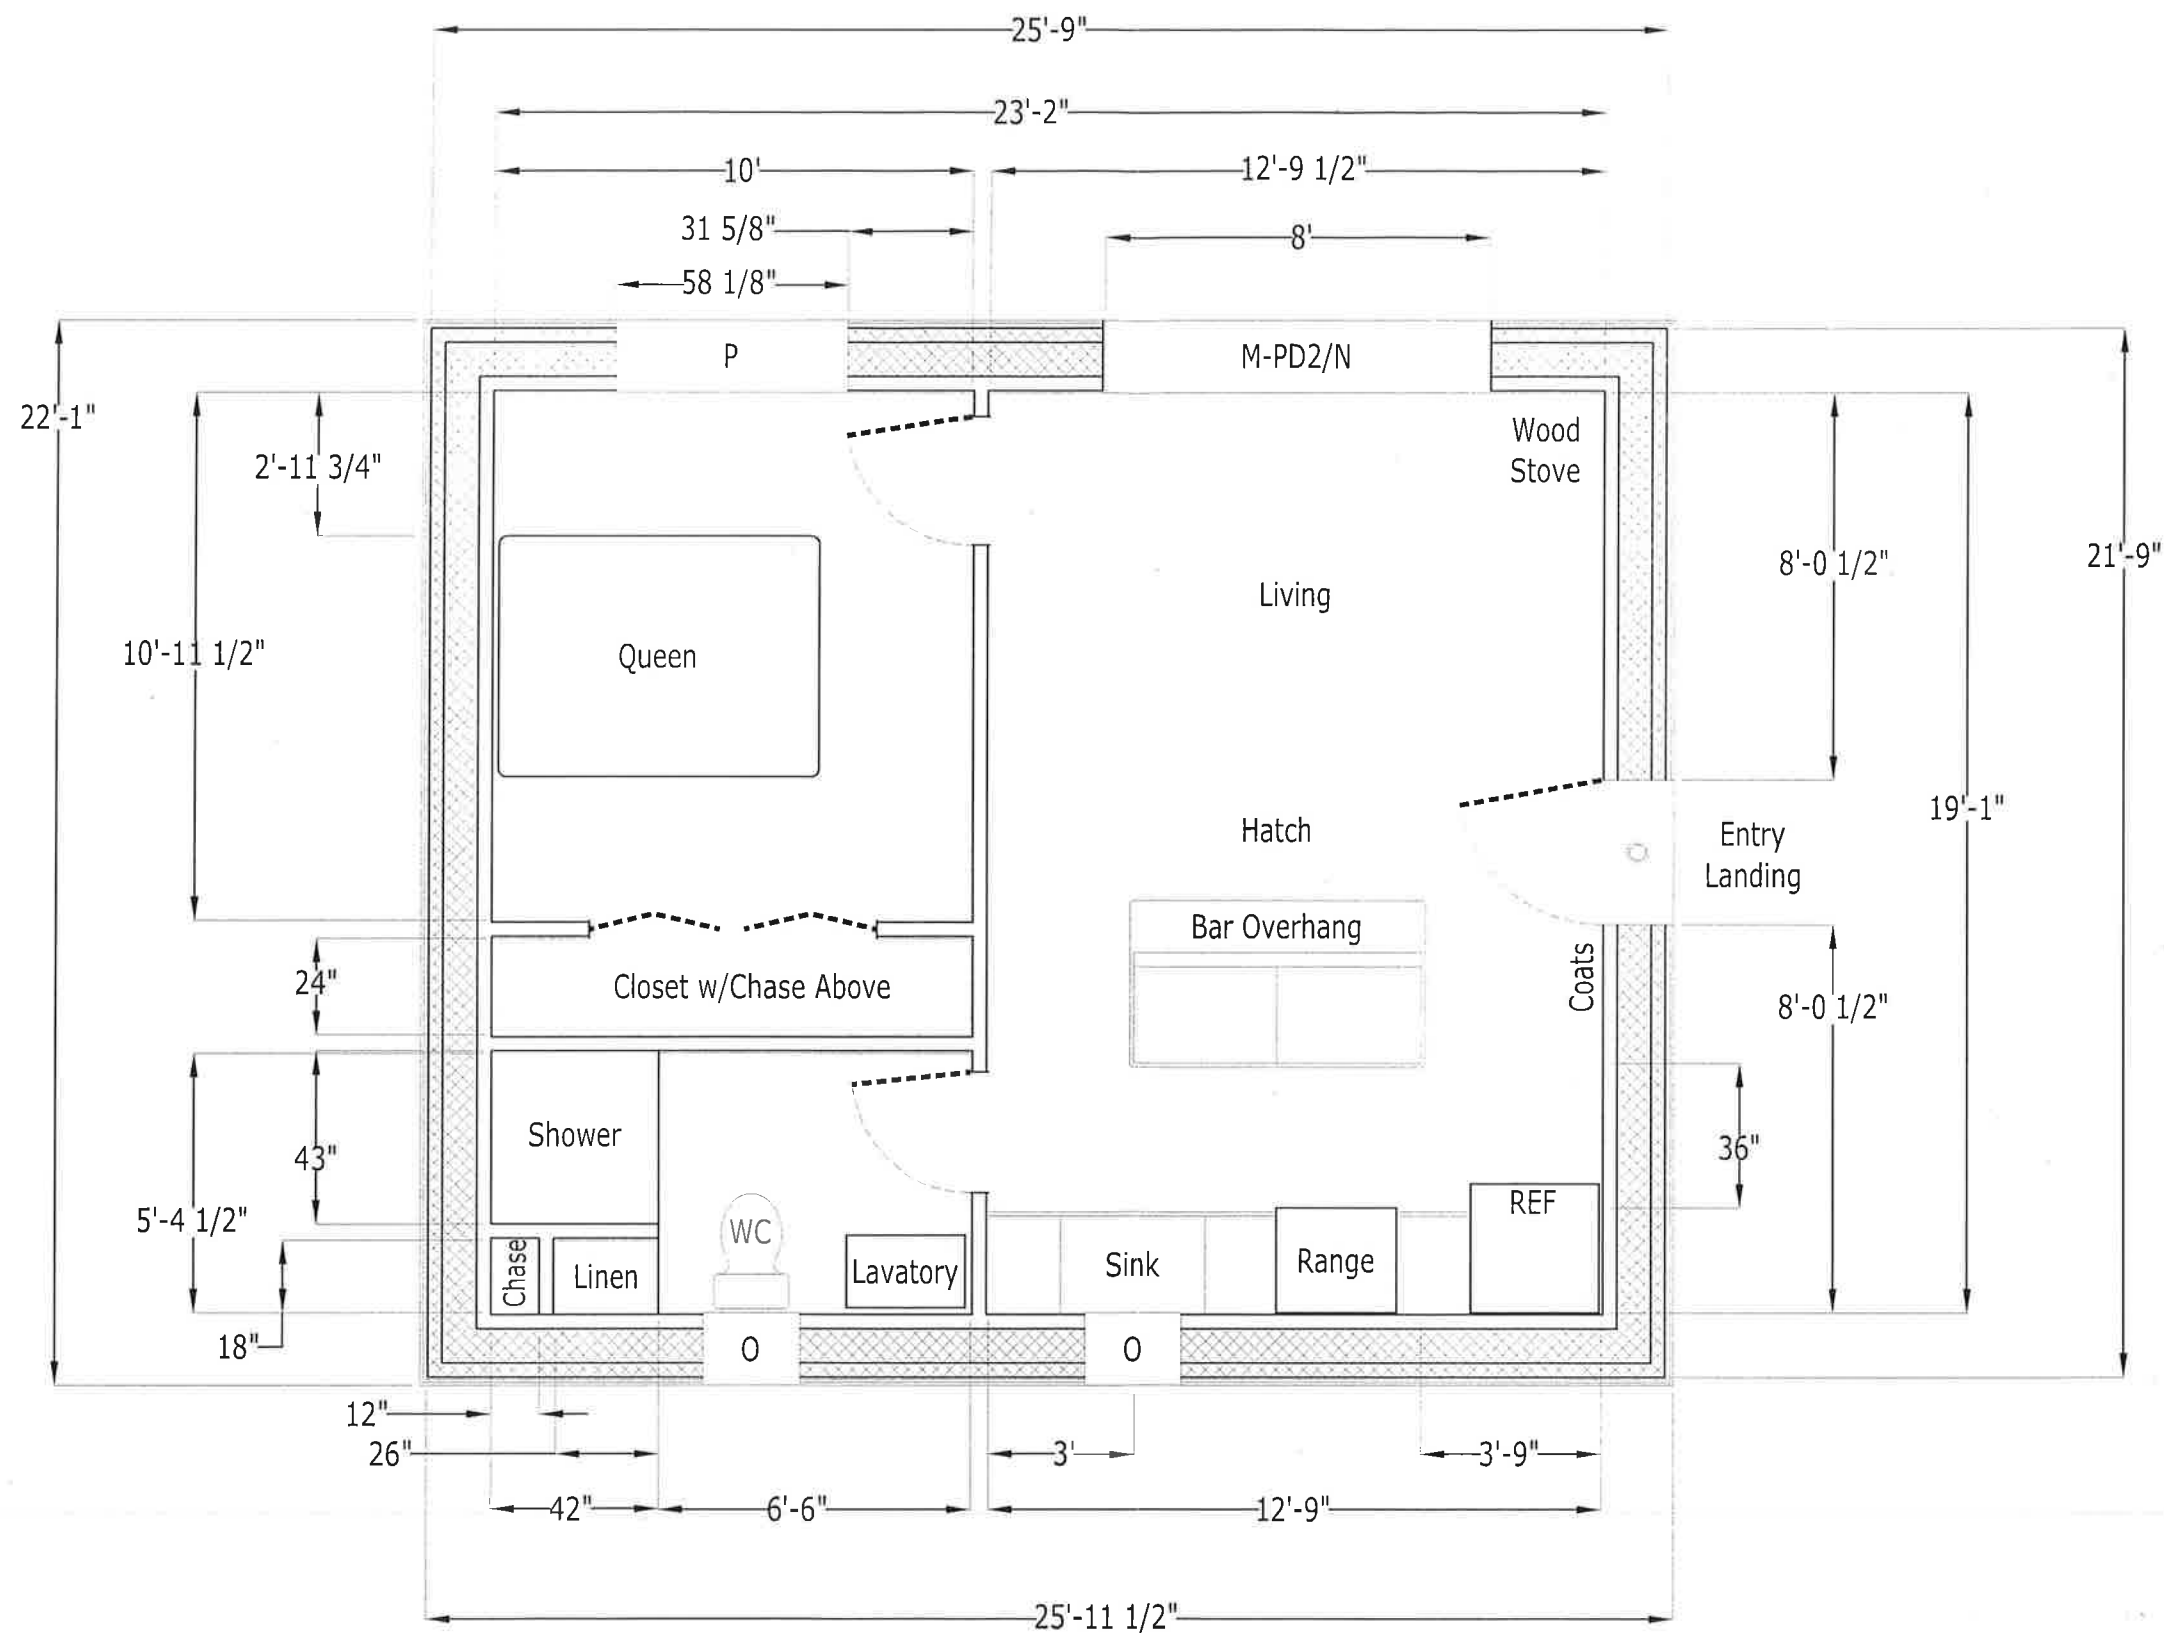 25'-9"
23'-2"
10'
12'-9 1/2"
31 5/8"
8'
58 1/8"
P
M-PD2/N
22'-1"
Wood
Stove
2'-11 3/4"
21'-9"
8'-0 1/2"
Living
10'-11 1/2"
Queen
19'-1"
Hatch
Entry
Landing
Bar Overhang
Coats
24"
Closet w/Chase Above
8'-0 1/2"
Shower
43"
36"
5'-4 1/2"
WC
REF
Chase
Linen
Lavatory
Sink
Range
18"
O
O
12"
26"
3'
3'-9"
42"
6'-6"
12'-9"
25'-11 1/2"